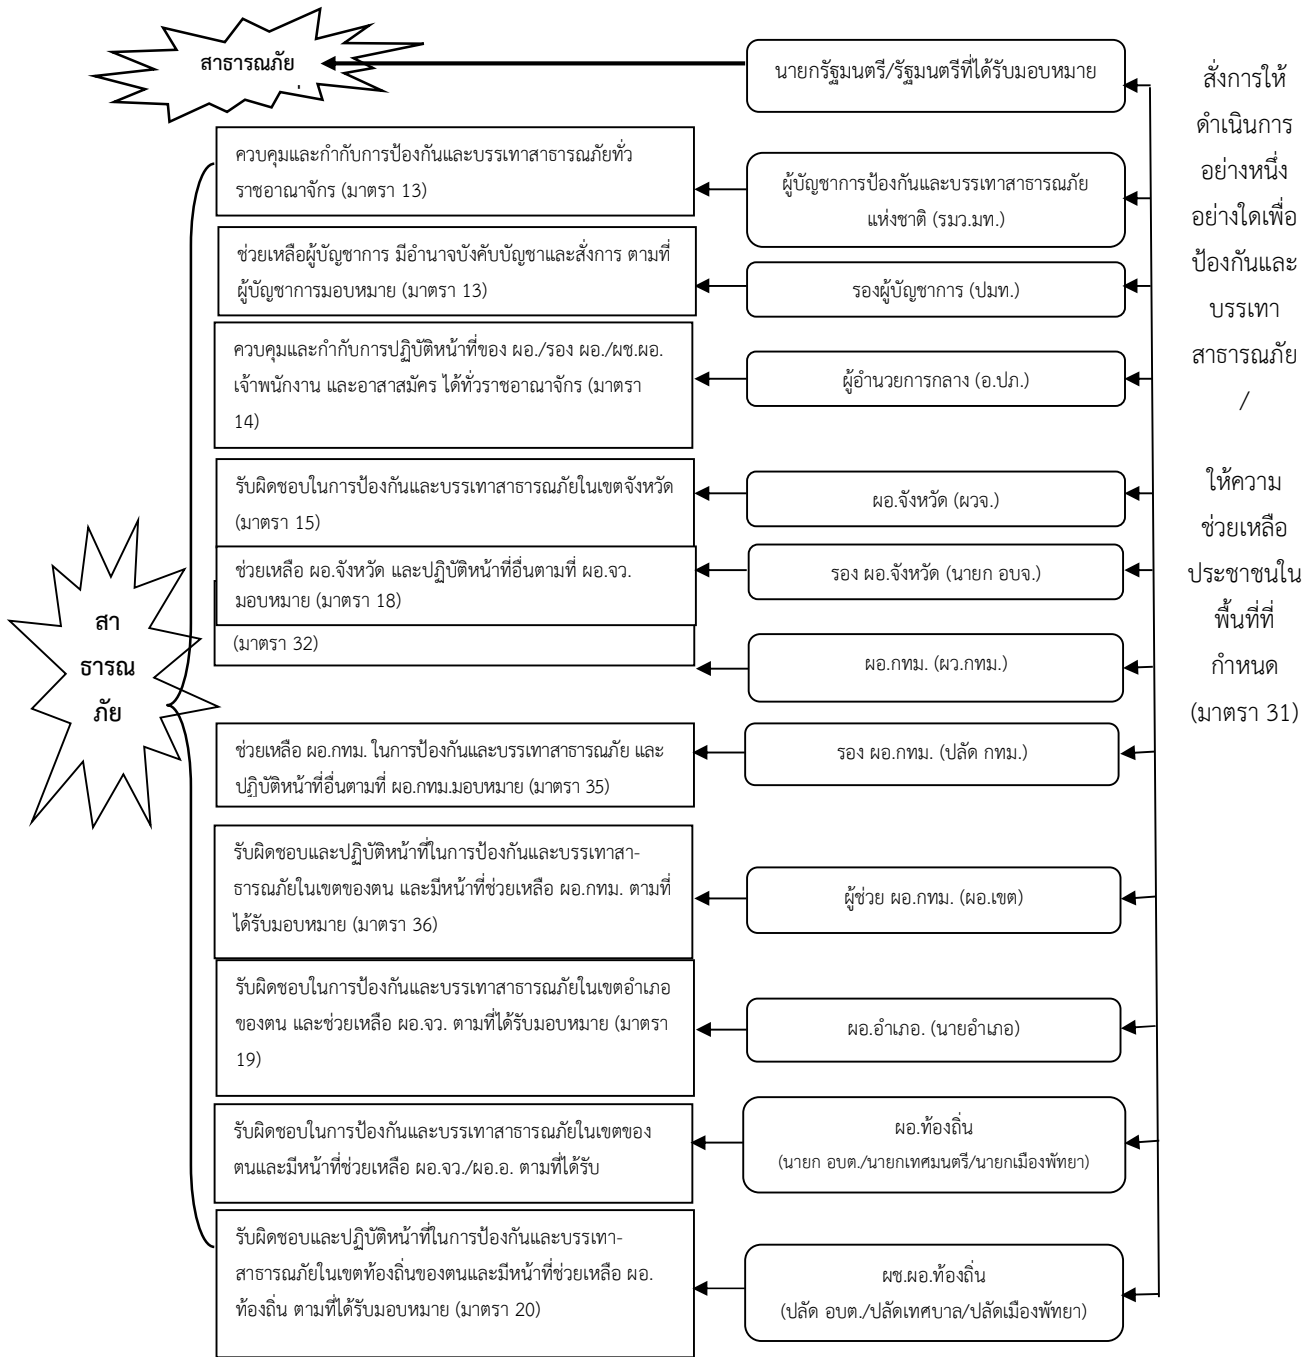 สาธารณภัย
นายกรัฐมนตรี/รัฐมนตรีที่ได้รับมอบหมาย
ควบคุมและกำกับการป้องกันและบรรเทาสาธารณภัยทั่ว
ราชอาณาจักร (มาตรา 13)
ผู้บัญชาการป้องกันและบรรเทาสาธารณภัย
แห่งชาติ (รมว.มท.)
ช่วยเหลือผู้บัญชาการ มีอำนาจบังคับบัญชาและสั่งการ ตามที่
ผู้บัญชาการมอบหมาย (มาตรา 13)
รองผู้บัญชาการ (ปมท.)
ควบคุมและกำกับการปฏิบัติหน้าที่ของ ผอ./รอง ผอ./ผช.ผอ.
เจ้าพนักงาน และอาสาสมัคร ได้ทั่วราชอาณาจักร (มาตรา
14)
ผู้อำนวยการกลาง (อ.ปภ.)
รับผิดชอบในการป้องกันและบรรเทาสาธารณภัยในเขตจังหวัด
(มาตรา 15)
ผอ.จังหวัด (ผวจ.)
ช่วยเหลือ ผอ.จังหวัด และปฏิบัติหน้าที่อื่นตามที่ ผอ.จว.
มอบหมาย (มาตรา 18)
รอง ผอ.จังหวัด (นายก อบจ.)
(มาตรา 32)
ผอ.กทม. (ผว.กทม.)
ช่วยเหลือ ผอ.กทม. ในการป้องกันและบรรเทาสาธารณภัย และ
ปฏิบัติหน้าที่อื่นตามที่ ผอ.กทม.มอบหมาย (มาตรา 35)
รอง ผอ.กทม. (ปลัด กทม.)
รับผิดชอบและปฏิบัติหน้าที่ในการป้องกันและบรรเทาสา-
ธารณภัยในเขตของตน และมีหน้าที่ช่วยเหลือ ผอ.กทม. ตามที่
ได้รับมอบหมาย (มาตรา 36)
ผู้ช่วย ผอ.กทม. (ผอ.เขต)
รับผิดชอบในการป้องกันและบรรเทาสาธารณภัยในเขตอำเภอ
ของตน และช่วยเหลือ ผอ.จว. ตามที่ได้รับมอบหมาย (มาตรา
19)
ผอ.อำเภอ. (นายอำเภอ)
รับผิดชอบในการป้องกันและบรรเทาสาธารณภัยในเขตของ
ตนและมีหน้าที่ช่วยเหลือ ผอ.จว./ผอ.อ. ตามที่ได้รับ
ผอ.ท้องถิ่น
(นายก อบต./นายกเทศมนตรี/นายกเมืองพัทยา)
รับผิดชอบและปฏิบัติหน้าที่ในการป้องกันและบรรเทา-
สาธารณภัยในเขตท้องถิ่นของตนและมีหน้าที่ช่วยเหลือ ผอ.
ท้องถิ่น ตามที่ได้รับมอบหมาย (มาตรา 20)
ผช.ผอ.ท้องถิ่น
(ปลัด อบต./ปลัดเทศบาล/ปลัดเมืองพัทยา)
สา
ธารณ
ภัย
สั่งการให้
ดำเนินการ
อย่างหนึ่ง
อย่างใดเพื่อ
ป้องกันและ
บรรเทา
สาธารณภัย
/
ให้ความ
ช่วยเหลือ
ประชาชนใน
พื้นที่ที่
กำหนด
(มาตรา 31)